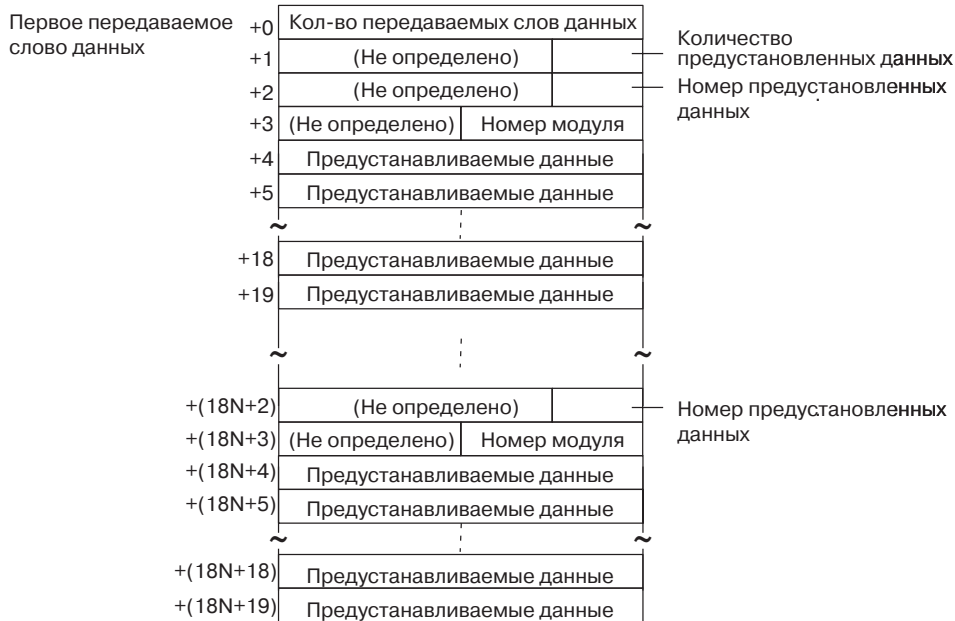 Первое передаваемое
слово данных
+0 Кол-во передаваемых слов данных
+1 (Не определено)
Количество
предустановленных данных
+2 (Не определено)
Номер предустановленных
данных
+3 (Не определено) Номер модуля
+4 Предустанавливаемые данные
+5 Предустанавливаемые данные
~ ~
+18 Предустанавливаемые данные
+19 Предустанавливаемые данные
~ ~
+(18N+2) (Не определено)
Номер предустановленных
данных
+(18N+3) (Не определено) Номер модуля
+(18N+4) Предустанавливаемые данные
+(18N+5) Предустанавливаемые данные
~ ~
+(18N+18) Предустанавливаемые данные
+(18N+19) Предустанавливаемые данные